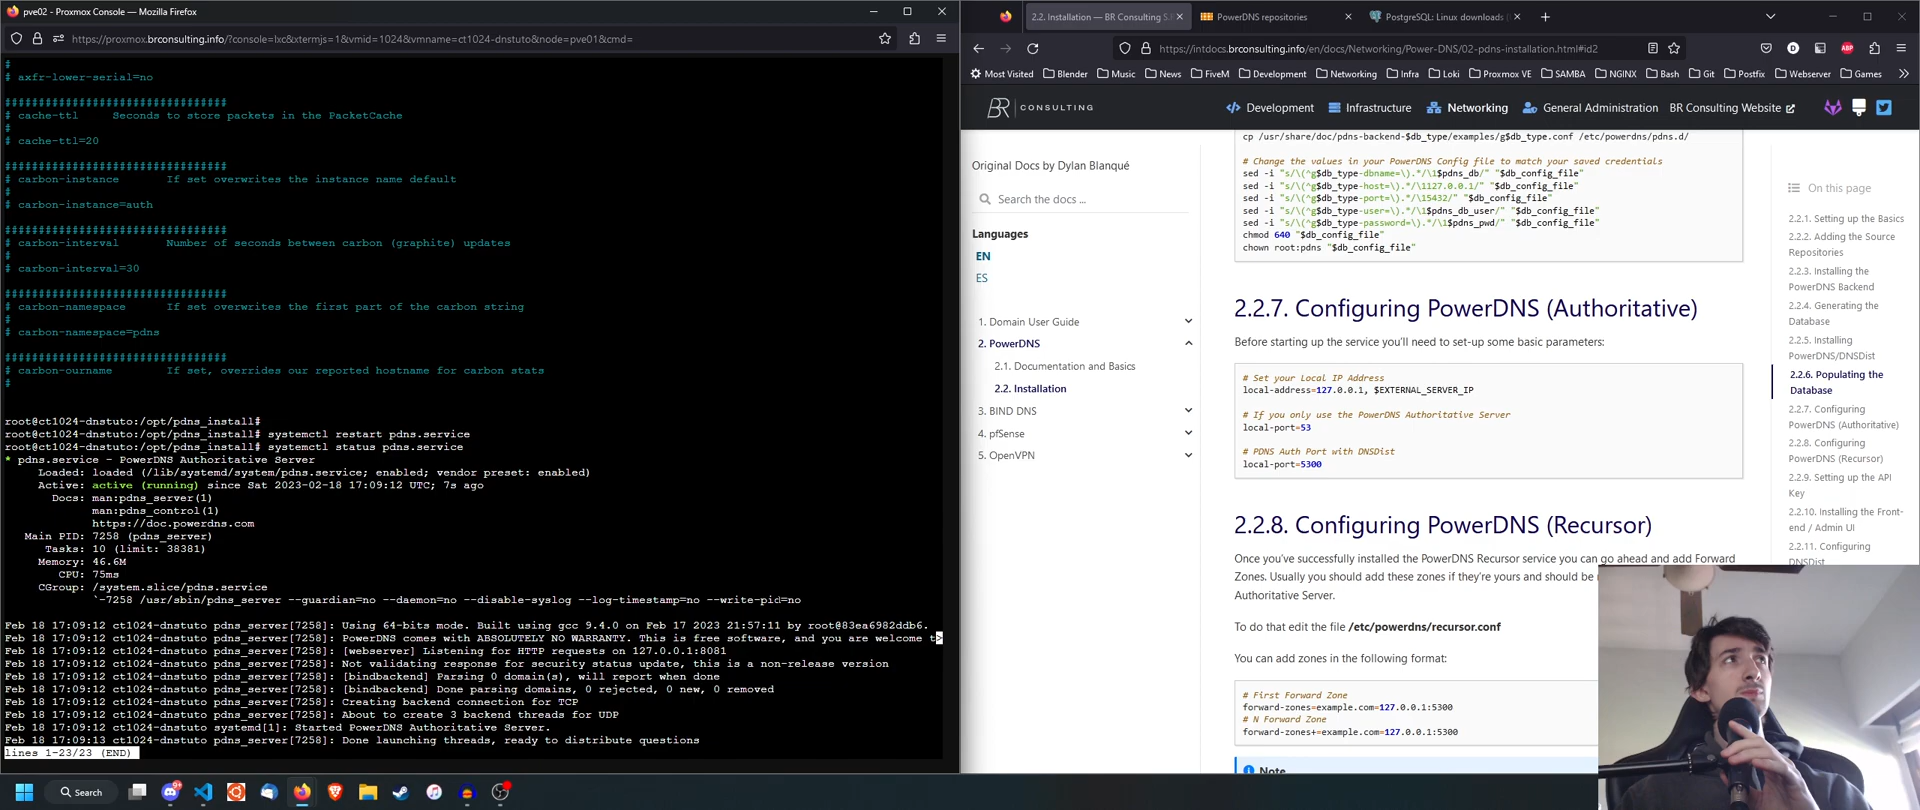 pve02 - Proxmox Console — Mozilla Firefox
https://proxmox.brconsulting.info/?console=lxc&xtermjs=1&vmid=1024&vmname=ct1024-dnstuto&node=pve01&cmd=
#
# axfr-lower-serial=no
#################################
# cache-ttl     Seconds to store packets in the PacketCache
#
# cache-ttl=20
#################################
# carbon-instance       If set overwrites the instance name default
#
# carbon-instance=auth
#################################
# carbon-interval       Number of seconds between carbon (graphite) updates
#
# carbon-interval=30
#################################
# carbon-namespace      If set overwrites the first part of the carbon string
#
# carbon-namespace=pdns
#################################
# carbon-ourname        If set, overrides our reported hostname for carbon stats
#
root@ct1024-dnstuto:/opt/pdns_install#
root@ct1024-dnstuto:/opt/pdns_install# systemctl restart pdns.service
root@ct1024-dnstuto:/opt/pdns_install# systemctl status pdns.service
* pdns.service - PowerDNS Authoritative Server
Loaded: loaded (/lib/systemd/system/pdns.service; enabled; vendor preset: enabled)
Active: active (running) since Sat 2023-02-18 17:09:12 UTC; 7s ago
Docs: man:pdns_server(1)
man:pdns_control(1)
https://doc.powerdns.com
Main PID: 7258 (pdns_server)
Tasks: 10 (limit: 38381)
Memory: 46.6M
CPU: 75ms
CGroup: /system.slice/pdns.service
`-7258 /usr/sbin/pdns_server --guardian=no --daemon=no --disable-syslog --log-timestamp=no --write-pid=no
Feb 18 17:09:12 ct1024-dnstuto pdns_server[7258]: Using 64-bits mode. Built using gcc 9.4.0 on Feb 17 2023 21:57:11 by root@83ea6982ddb6.
Feb 18 17:09:12 ct1024-dnstuto pdns_server[7258]: PowerDNS comes with ABSOLUTELY NO WARRANTY. This is free software, and you are welcome t>
Feb 18 17:09:12 ct1024-dnstuto pdns_server[7258]: [webserver] Listening for HTTP requests on 127.0.0.1:8081
Feb 18 17:09:12 ct1024-dnstuto pdns_server[7258]: Not validating response for security status update, this is a non-release version
Feb 18 17:09:12 ct1024-dnstuto pdns_server[7258]: [bindbackend] Parsing 0 domain(s), will report when done
Feb 18 17:09:12 ct1024-dnstuto pdns_server[7258]: [bindbackend] Done parsing domains, 0 rejected, 0 new, 0 removed
Feb 18 17:09:12 ct1024-dnstuto pdns_server[7258]: Creating backend connection for TCP
Feb 18 17:09:12 ct1024-dnstuto pdns_server[7258]: About to create 3 backend threads for UDP
Feb 18 17:09:12 ct1024-dnstuto systemd[1]: Started PowerDNS Authoritative Server.
Feb 18 17:09:13 ct1024-dnstuto pdns_server[7258]: Done launching threads, ready to distribute questions
lines 1-23/23 (END)
2.2. Installation — BR Consulting S.
PowerDNS repositories
PostgreSQL: Linux downloads (
https://intdocs.brconsulting.info/en/docs/Networking/Power-DNS/02-pdns-installation.html#id2
Most Visited Blender Music News FiveM Development Networking Infra Loki Proxmox VE SAMBA NGINX Bash Git Postfix Webserver Games
BR CONSULTING
Development Infrastructure Networking General Administration BR Consulting Website
Original Docs by Dylan Blanqué
Search the docs ...
Languages
EN
ES
1. Domain User Guide
2. PowerDNS
2.1. Documentation and Basics
2.2. Installation
3. BIND DNS
4. pfSense
5. OpenVPN
cp /usr/share/doc/pdns-backend-$db_type/examples/g$db_type.conf /etc/powerdns/pdns.d/
# Change the values in your PowerDNS Config file to match your saved credentials
sed -i "s/\(^g$db_type-dbname=\).*/\1$pdns_db/" "$db_config_file"
sed -i "s/\(^g$db_type-host=\).*/\1127.0.0.1/" "$db_config_file"
sed -i "s/\(^g$db_type-port=\).*/\15432/" "$db_config_file"
sed -i "s/\(^g$db_type-user=\).*/\1$pdns_db_user/" "$db_config_file"
sed -i "s/\(^g$db_type-password=\).*/\1$pdns_pwd/" "$db_config_file"
chmod 640 "$db_config_file"
chown root:pdns "$db_config_file"
2.2.7. Configuring PowerDNS (Authoritative)
Before starting up the service you'll need to set-up some basic parameters:
# Set your Local IP Address
local-address=127.0.0.1, $EXTERNAL_SERVER_IP
# If you only use the PowerDNS Authoritative Server
local-port=53
# PDNS Auth Port with DNSDist
local-port=5300
2.2.8. Configuring PowerDNS (Recursor)
Once you've successfully installed the PowerDNS Recursor service you can go ahead and add Forward
Zones. Usually you should add these zones if they're yours and should be
Authoritative Server.
To do that edit the file /etc/powerdns/recursor.conf
You can add zones in the following format:
# First Forward Zone
forward-zones=example.com=127.0.0.1:5300
# N Forward Zone
forward-zones+=example.com=127.0.0.1:5300
Note
On this page
2.2.1. Setting up the Basics
2.2.2. Adding the Source
Repositories
2.2.3. Installing the
PowerDNS Backend
2.2.4. Generating the
Database
2.2.5. Installing
PowerDNS/DNSDist
2.2.6. Populating the
Database
2.2.7. Configuring
PowerDNS (Authoritative)
2.2.8. Configuring
PowerDNS (Recursor)
2.2.9. Setting up the API
Key
2.2.10. Installing the Front-
end / Admin UI
2.2.11. Configuring
DNSDist
Search